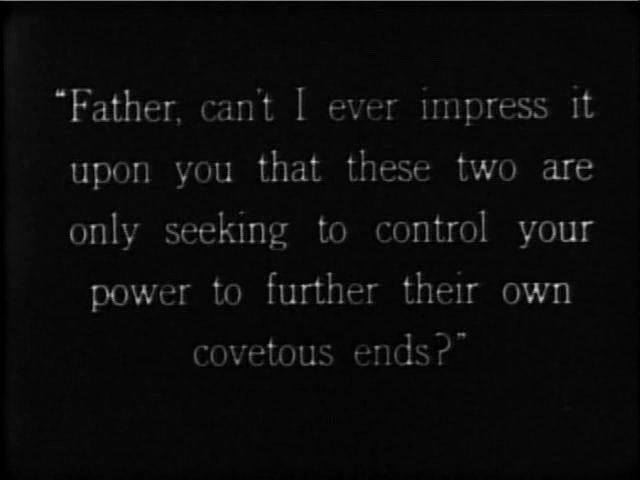 “Father, can't I ever impress it
upon you that these two are
only seeking to control your
power to further their own
covetous ends?”